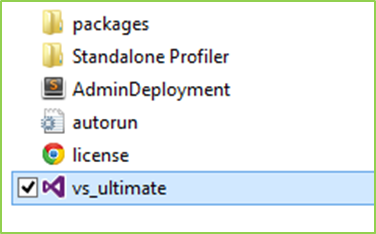 packages
Standalone Profiler
AdminDeployment
autorun
license
vs_ultimate